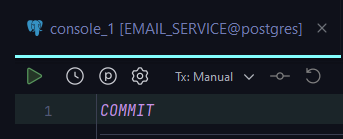 console_1 [EMAIL_SERVICE@postgres]
Tx: Manual
1 COMMIT